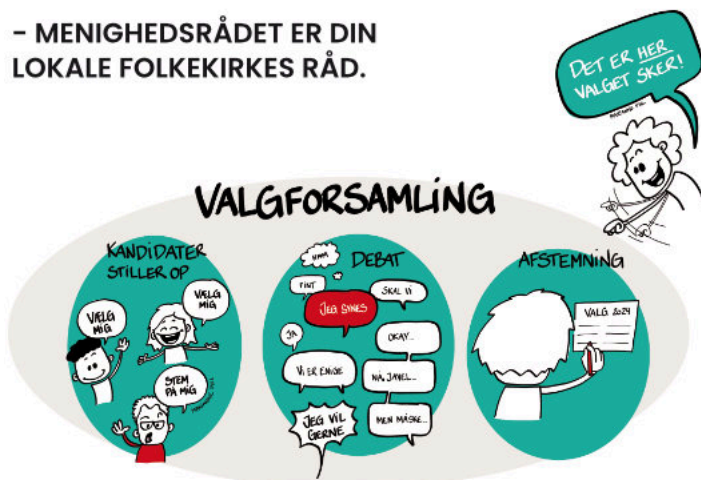 - MENIGHEDSRÅDET ER DIN
LOKALE FOLKEKIRKES RÅD.
DET ER HER
VALGET SKER!
VALGFORSAMLING
KANDIDATER
STILLER OP
VÆLG
MIG
VÆLG
MIG
STEM
PÅ MIG
DEBAT
HMM
FINT
SKAL VI
JEG SYNES
JA
OKAY...
VI ER ENIGE
NÅ, JAVEL...
JEG VIL
GERNE
MEN MÅSKE...
AFSTEMNING
VALG 2024